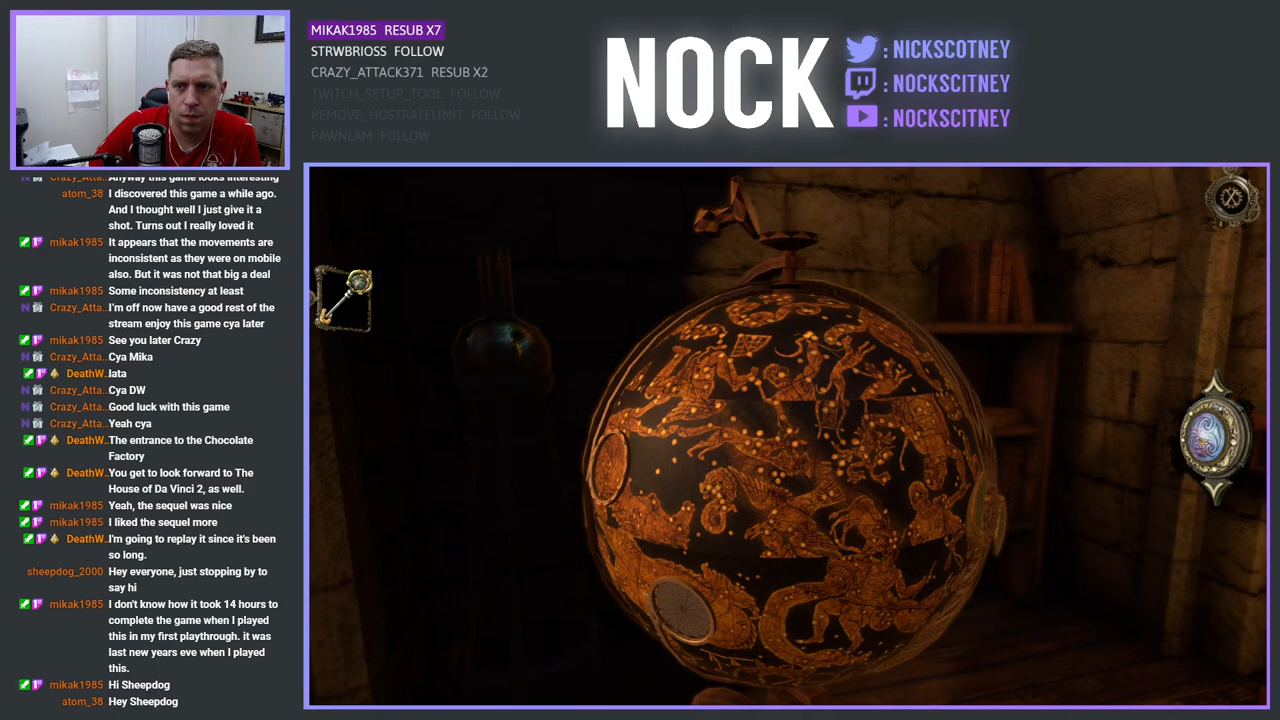 MIKAK1985 RESUB X7
STRWBRIOSS FOLLOW
CRAZY_ATTACK371 RESUB X2
TWITCH_SETUP_TOOL FOLLOW
REMOVE_HOSTRATELIMIT FOLLOW
PAWNLAM FOLLOW
NOCK
: NICKSCOTNEY
: NOCKSCITNEY
: NOCKSCITNEY
Crazy_Atta.. Anyway this game looks interesting
atom_38 I discovered this game a while ago.
And I thought well I just give it a
shot. Turns out I really loved it
mikak1985 It appears that the movements are
inconsistent as they were on mobile
also. But it was not that big a deal
mikak1985 Some inconsistency at least
N Crazy_Atta.. I'm off now have a good rest of the
stream enjoy this game cya later
mikak1985 See you later Crazy
N Crazy_Atta.. Cya Mika
DeathW.. lata
N Crazy_Atta.. Cya DW
N Crazy_Atta.. Good luck with this game
N Crazy_Atta.. Yeah cya
DeathW.. The entrance to the Chocolate
Factory
DeathW.. You get to look forward to The
House of Da Vinci 2, as well.
mikak1985 Yeah, the sequel was nice
mikak1985 I liked the sequel more
DeathW.. I'm going to replay it since it's been
so long.
sheepdog_2000 Hey everyone, just stopping by to
say hi
mikak1985 I don't know how it took 14 hours to
complete the game when I played
this in my first playthrough. it was
last new years eve when I played
this.
mikak1985 Hi Sheepdog
atom_38 Hey Sheepdog